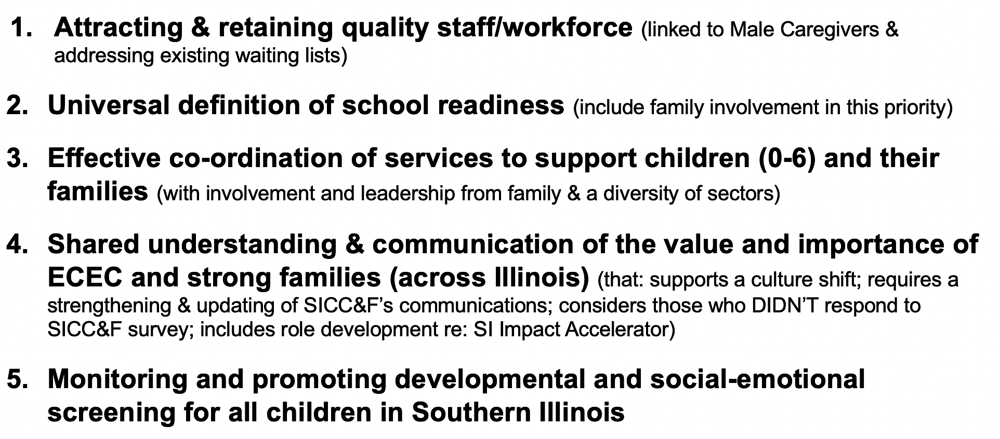 1. Attracting & retaining quality staff/workforce (linked to Male Caregivers &
addressing existing waiting lists)
2. Universal definition of school readiness (include family involvement in this priority)
3. Effective co-ordination of services to support children (0-6) and their
families (with involvement and leadership from family & a diversity of sectors)
4. Shared understanding & communication of the value and importance of
ECEC and strong families (across Illinois) (that: supports a culture shift; requires a
strengthening & updating of SICC&F’s communications; considers those who DIDN’T respond to
SICC&F survey; includes role development re: SI Impact Accelerator)
5. Monitoring and promoting developmental and social-emotional
screening for all children in Southern Illinois